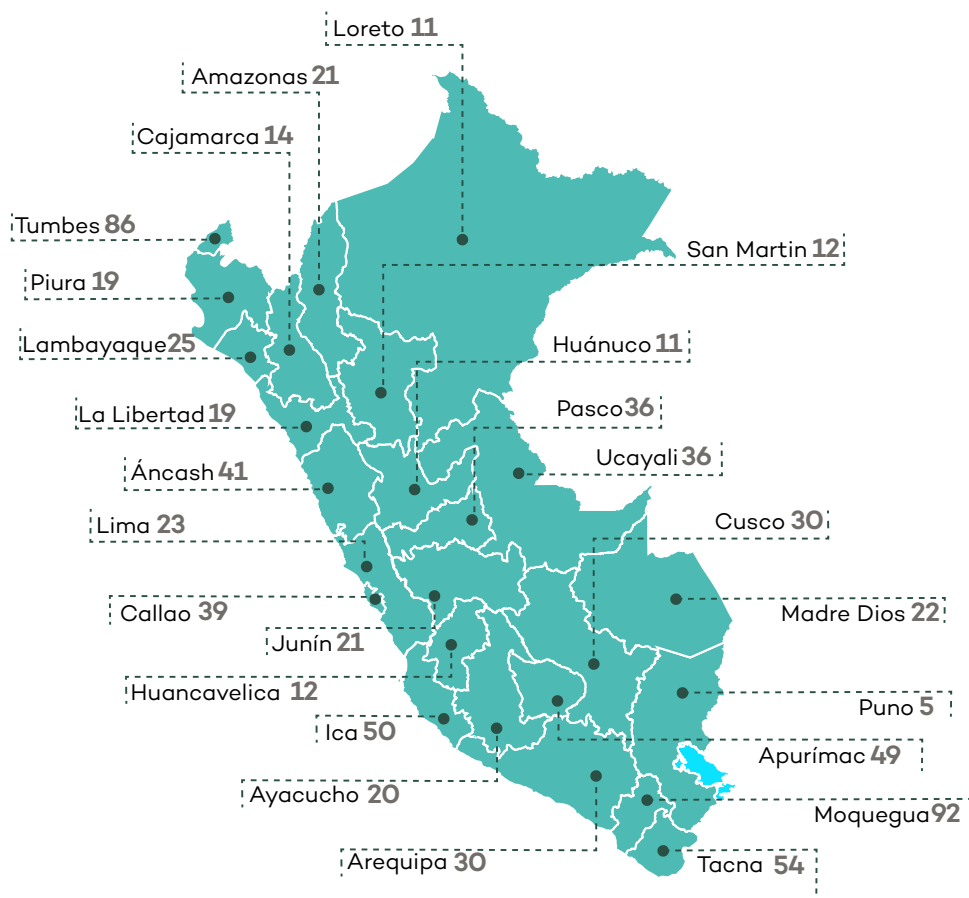 Loreto 11
Amazonas 21
Cajamarca 14
Tumbes 86
San Martin 12
Piura 19
Lambayaque 25
Huánuco 11
La Libertad 19
Pasco 36
Ucayali 36
Áncash 41
Lima 23
Cusco 30
Callao 39
Madre Dios 22
Junín 21
Huancavelica 12
Puno 5
Ica 50
Apurímac 49
Ayacucho 20
Moquegua 92
Arequipa 30
Tacna 54